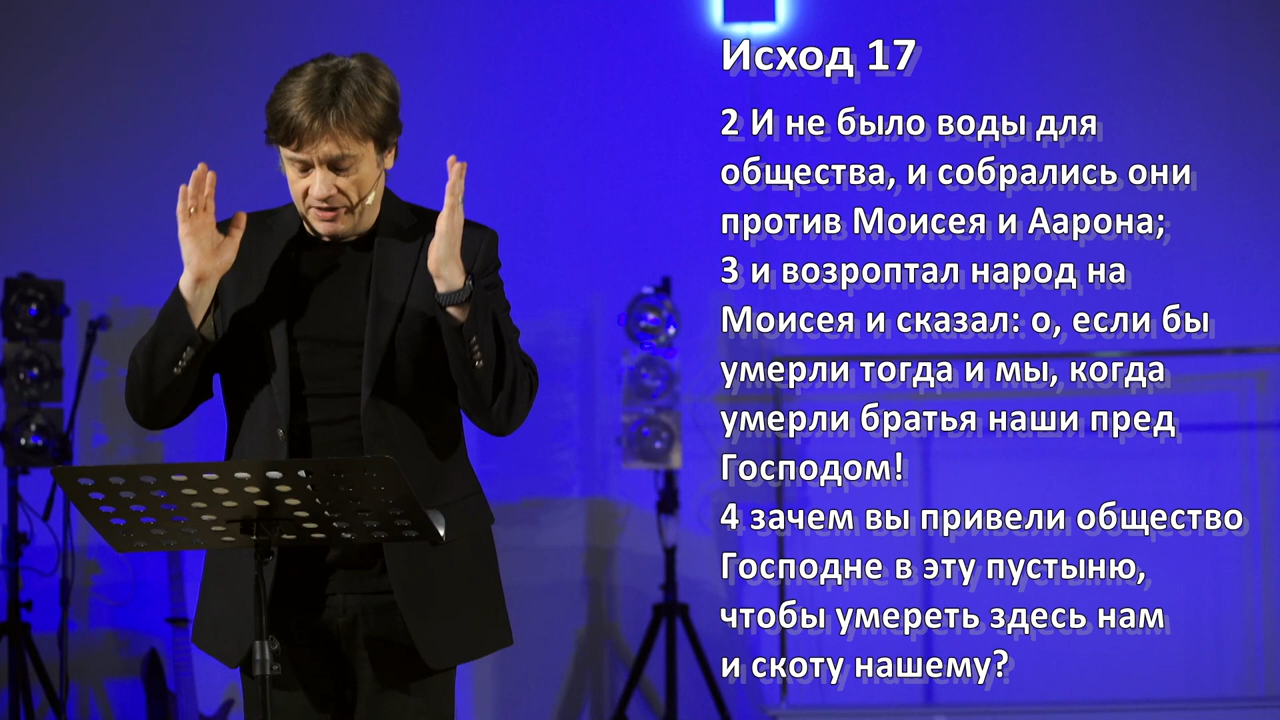 Исход 17
2 И не было воды для
общества, и собрались они
против Моисея и Аарона;
3 и возроптал народ на
Моисея и сказал: о, если бы
умерли тогда и мы, когда
умерли братья наши пред
Господом!
4 зачем вы привели общество
Господне в эту пустыню,
чтобы умереть здесь нам
и скоту нашему?